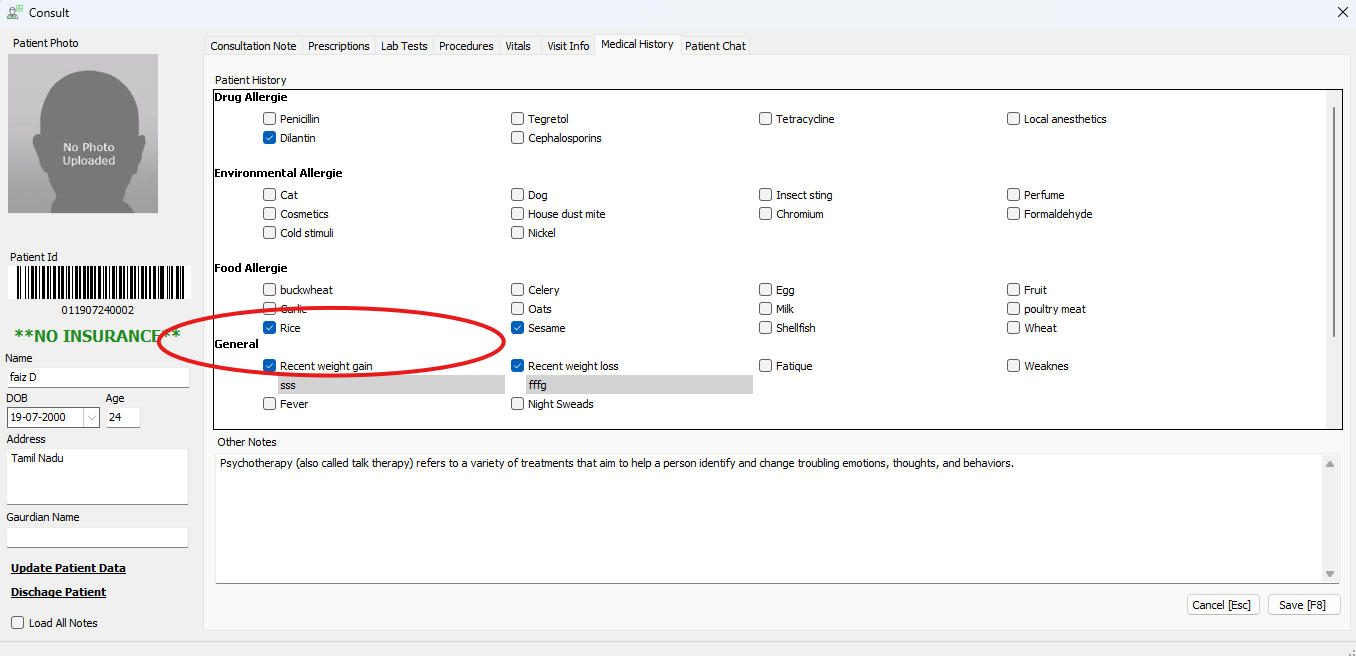 Consult
Patient Photo
Consultation Note Prescriptions Lab Tests Procedures Vitals Visit Info Medical History Patient Chat
No Photo
Uploaded
Patient Id
011907240002
**NO INSURANCE**
Name
faiz D
DOB Age
19-07-2000 24
Address
Tamil Nadu
Gaurdian Name
Update Patient Data
Dischage Patient
Load All Notes
Patient History
Drug Allergie
Penicillin Tegretol Tetracycline Local anesthetics
Dilantin Cephalosporins
Environmental Allergie
Cat Dog Insect sting Perfume
Cosmetics House dust mite Chromium Formaldehyde
Cold stimuli Nickel
Food Allergie
buckwheat Celery Egg Fruit
Garlic Oats Milk poultry meat
Rice Sesame Shellfish Wheat
General
Recent weight gain Recent weight loss Fatique Weaknes
sss fffg
Fever Night Sweads
Other Notes
Psychotherapy (also called talk therapy) refers to a variety of treatments that aim to help a person identify and change troubling emotions, thoughts, and behaviors.
Cancel [Esc] Save [F8]